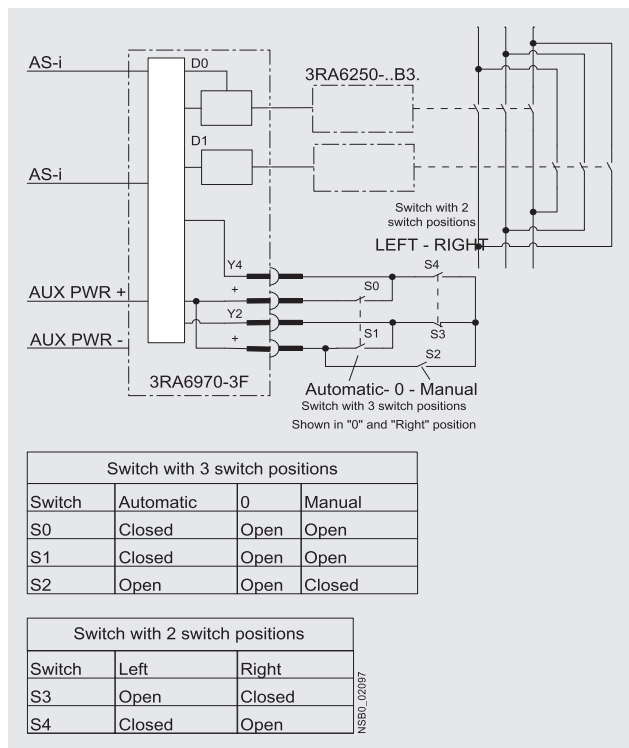 AS-i
D0
3RA6250-..B3.
D1
AS-i
Switch with 2
switch positions
LEFT - RIGHT
Y4
S4
AUX PWR +
+
S0
Y2
S1
S3
AUX PWR -
+
S2
3RA6970-3F
Automatic- 0 - Manual
Switch with 3 switch positions
Shown in "0" and "Right" position
Switch with 3 switch positions
Switch Automatic 0 Manual
S0 Closed Open Open
S1 Closed Open Open
S2 Open Open Closed
Switch with 2 switch positions
Switch Left Right
S3 Open Closed
S4 Closed Open
NSB0_02097